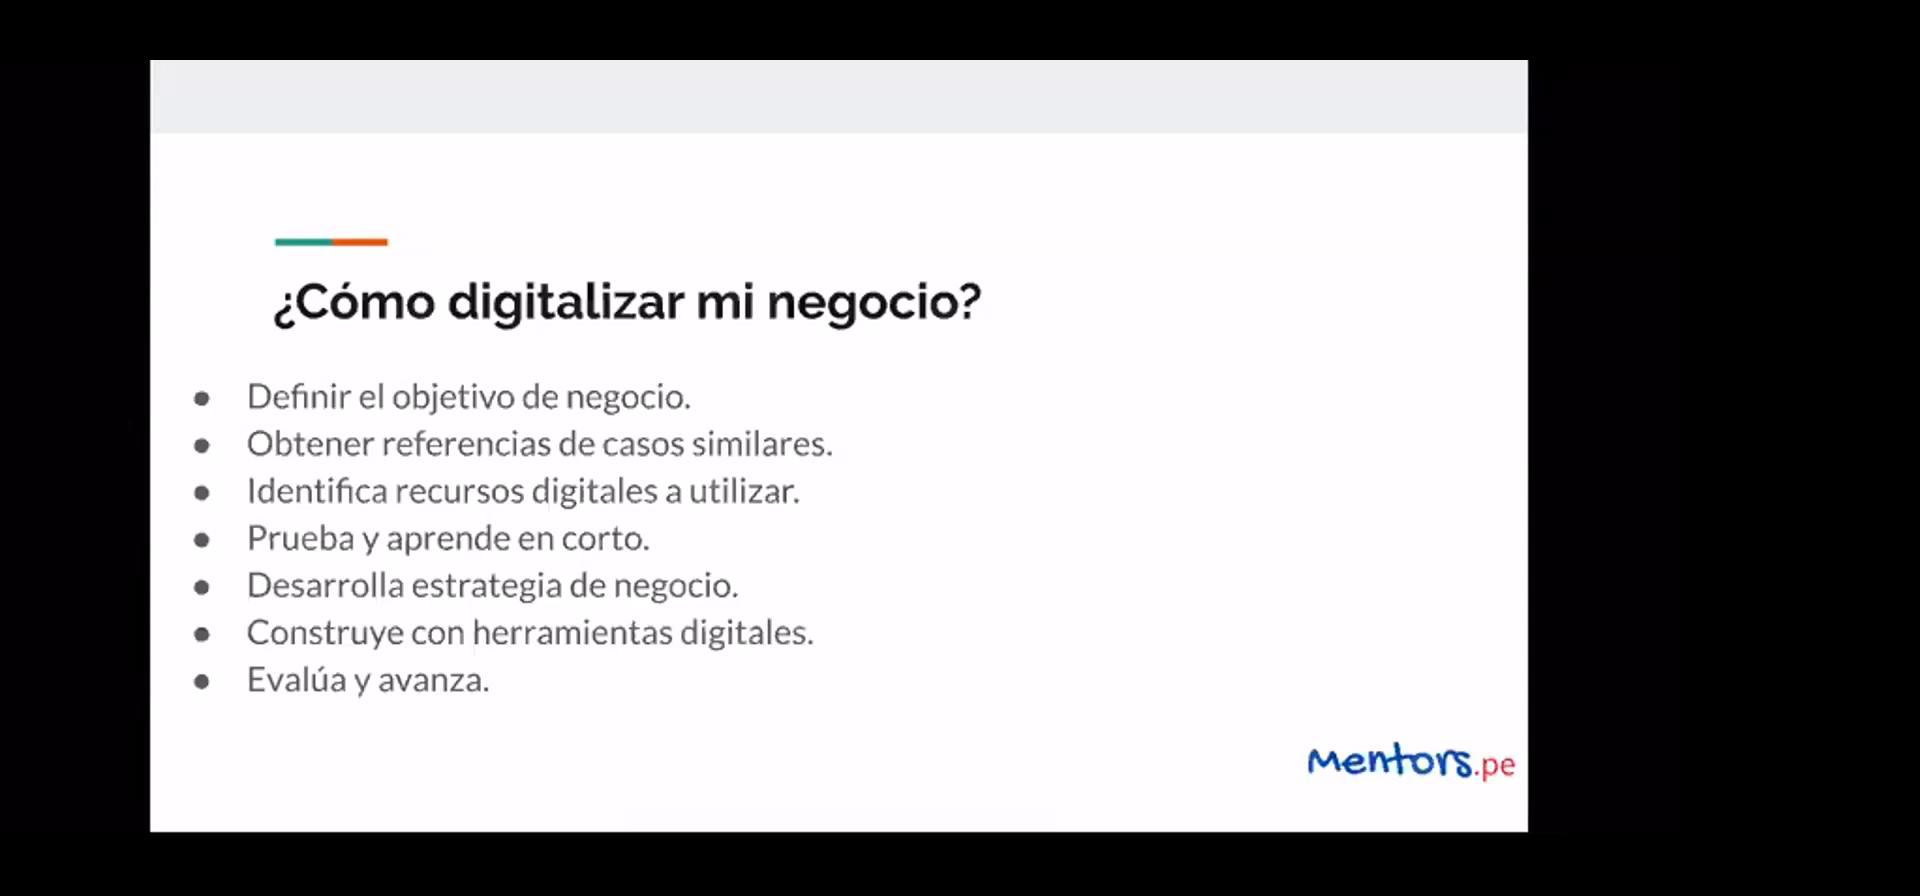 ¿Cómo digitalizar mi negocio?
● Definir el objetivo de negocio.
● Obtener referencias de casos similares.
● Identifica recursos digitales a utilizar.
● Prueba y aprende en corto.
● Desarrolla estrategia de negocio.
● Construye con herramientas digitales.
● Evalúa y avanza.
Mentors.pe